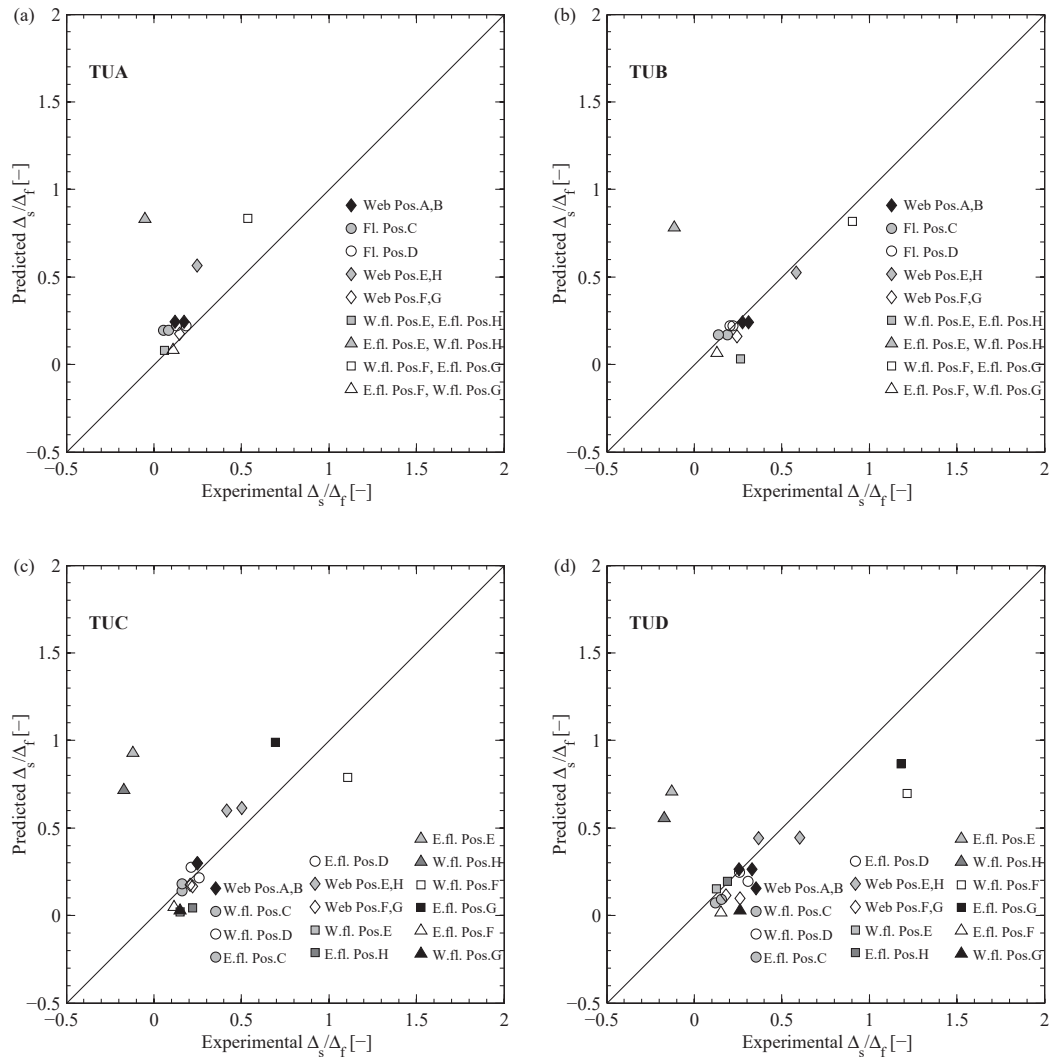 (a)
TUA
2
1.5
1
0.5
0
−0.5
Predicted Δs/Δf [−]
Web Pos.A,B
Fl. Pos.C
Fl. Pos.D
Web Pos.E,H
Web Pos.F,G
W.fl. Pos.E, E.fl. Pos.H
E.fl. Pos.E, W.fl. Pos.H
W.fl. Pos.F, E.fl. Pos.G
E.fl. Pos.F, W.fl. Pos.G
−0.5 0 0.5 1 1.5 2
Experimental Δs/Δf [−]
(b)
TUB
2
1.5
1
0.5
0
−0.5
Predicted Δs/Δf [−]
Web Pos.A,B
Fl. Pos.C
Fl. Pos.D
Web Pos.E,H
Web Pos.F,G
W.fl. Pos.E, E.fl. Pos.H
E.fl. Pos.E, W.fl. Pos.H
W.fl. Pos.F, E.fl. Pos.G
E.fl. Pos.F, W.fl. Pos.G
−0.5 0 0.5 1 1.5 2
Experimental Δs/Δf [−]
(c)
TUC
2
1.5
1
0.5
0
−0.5
Predicted Δs/Δf [−]
Web Pos.A,B
W.fl. Pos.C
W.fl. Pos.D
E.fl. Pos.C
E.fl. Pos.D
Web Pos.E,H
Web Pos.F,G
W.fl. Pos.E
E.fl. Pos.H
E.fl. Pos.E
W.fl. Pos.H
W.fl. Pos.F
E.fl. Pos.G
E.fl. Pos.F
W.fl. Pos.G
−0.5 0 0.5 1 1.5 2
Experimental Δs/Δf [−]
(d)
TUD
2
1.5
1
0.5
0
−0.5
Predicted Δs/Δf [−]
Web Pos.A,B
W.fl. Pos.C
W.fl. Pos.D
E.fl. Pos.C
E.fl. Pos.D
Web Pos.E,H
Web Pos.F,G
W.fl. Pos.E
E.fl. Pos.H
E.fl. Pos.E
W.fl. Pos.H
W.fl. Pos.F
E.fl. Pos.G
E.fl. Pos.F
W.fl. Pos.G
−0.5 0 0.5 1 1.5 2
Experimental Δs/Δf [−]